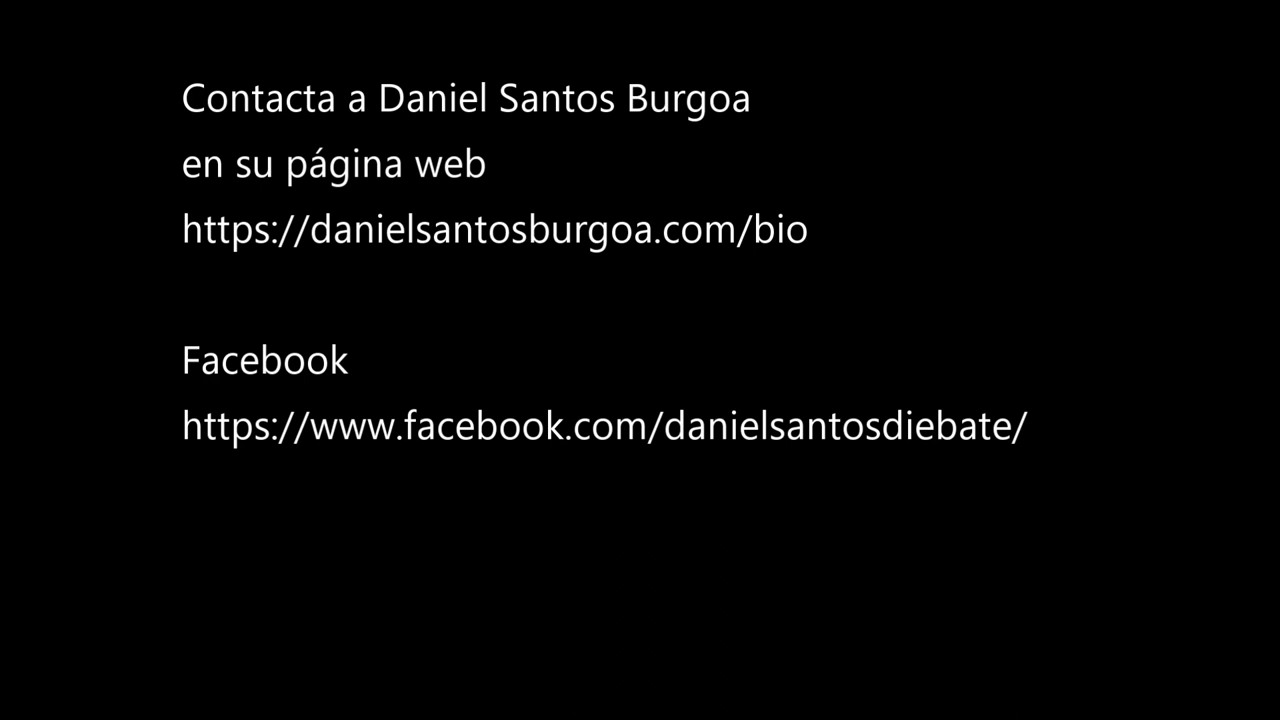 Contacta a Daniel Santos Burgoa
en su página web
https://danielsantosburgoa.com/bio
Facebook
https://www.facebook.com/danielsantosdiebate/